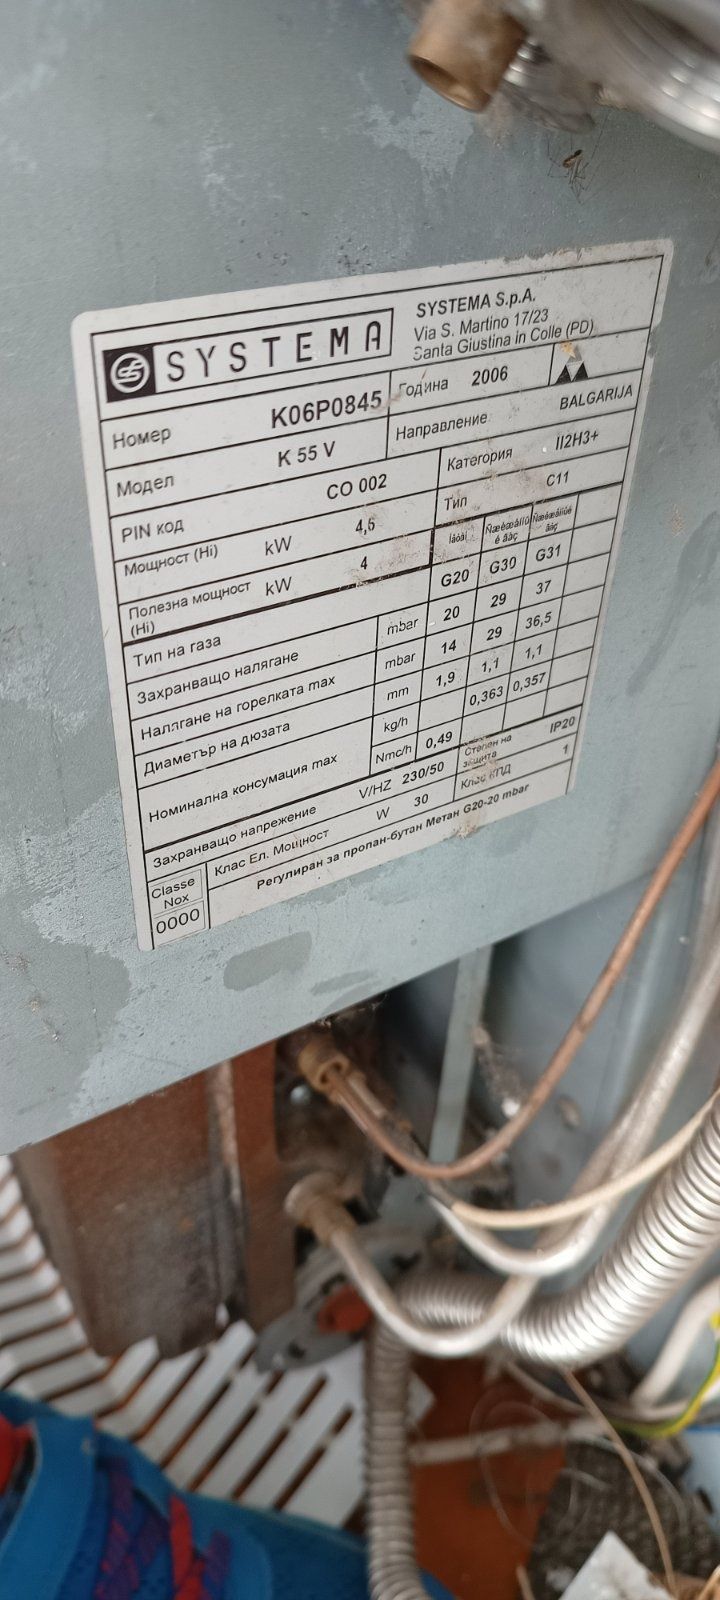 SYSTEMA
SYSTEMA S.p.A.
Via S. Martino 17/23
Santa Giustina in Colle (PD)
Номер K06P0845 Година 2006
Модел K 55 V Направление BALGARIJA
PIN код CO 002 Категория II2H3+
Мощност (Hi) kW 4,5 Тип C11
Полезна мощност (Hi) kW 4
Тип на газа G20 G30 G31
Захранващо налягане mbar 20 29 37
Налягане на горелката max mbar 14 29 36,5
Диаметър на дюзата mm 1,9 1,1 1,1
Номинална консумация max kg/h 0,363 0,357
Nmc/h 0,49
Захранващо напрежение V/HZ 230/50 Степен на защита IP20
Клас Ел. Мощност W 30 Клас КПД 1
Classe Nox
0000
Регулиран за пропан-бутан Метан G20-20 mbar